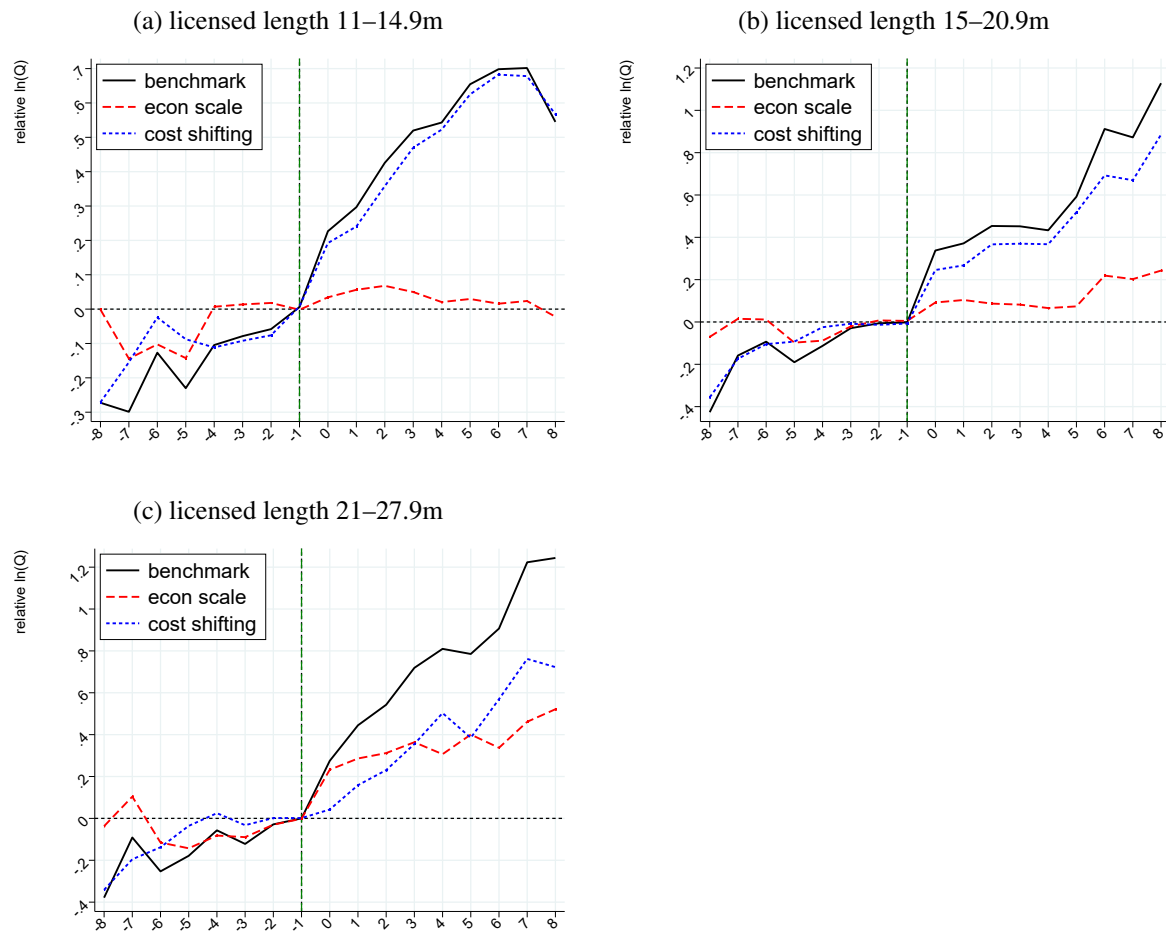 (a) licensed length 11–14.9m
relative ln(Q)
.7
.6
.5
.4
.3
.2
.1
0
-.1
-.2
-.3
benchmark
econ scale
cost shifting
-8 -7 -6 -5 -4 -3 -2 -1 0 1 2 3 4 5 6 7 8
(b) licensed length 15–20.9m
relative ln(Q)
1.2
1
.8
.6
.4
.2
0
-.2
-.4
benchmark
econ scale
cost shifting
-8 -7 -6 -5 -4 -3 -2 -1 0 1 2 3 4 5 6 7 8
(c) licensed length 21–27.9m
relative ln(Q)
1.2
1
.8
.6
.4
.2
0
-.2
-.4
benchmark
econ scale
cost shifting
-8 -7 -6 -5 -4 -3 -2 -1 0 1 2 3 4 5 6 7 8